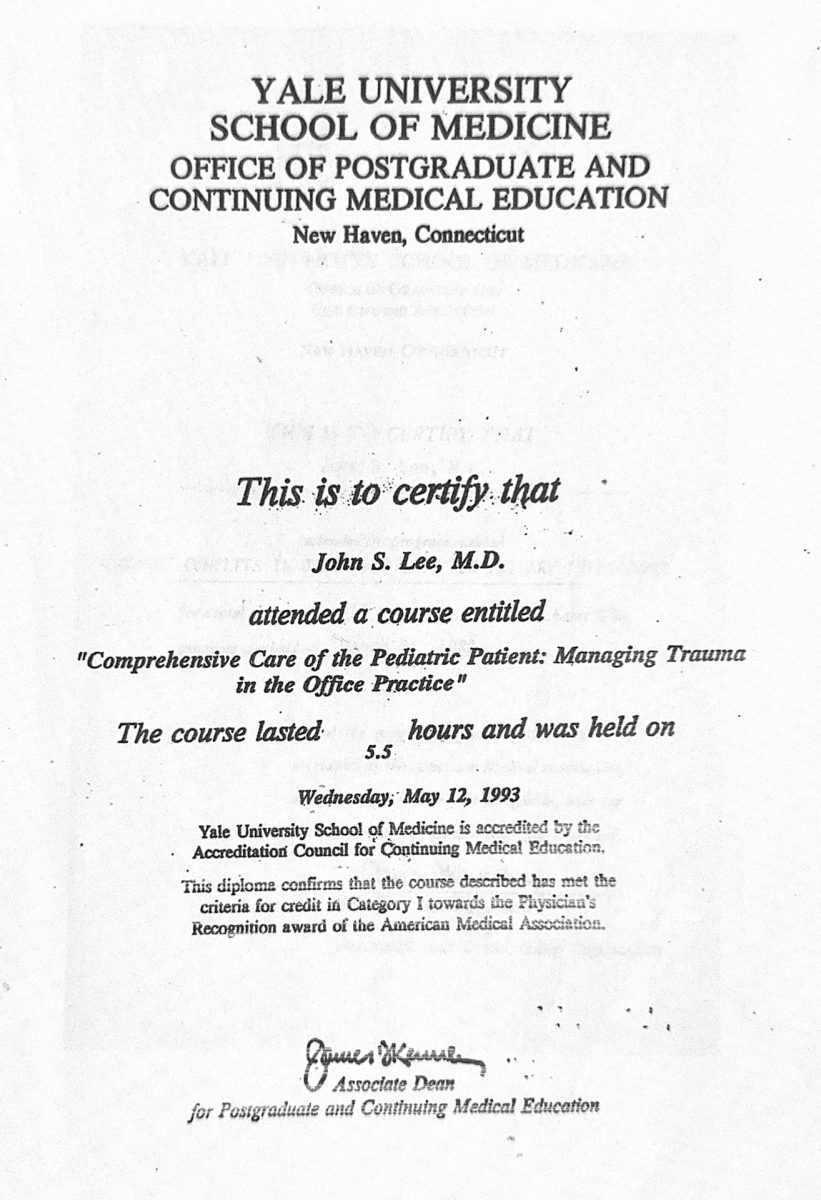 YALE UNIVERSITY
SCHOOL OF MEDICINE
OFFICE OF POSTGRADUATE AND
CONTINUING MEDICAL EDUCATION
New Haven, Connecticut
This is to certify that
John S. Lee, M.D.
attended a course entitled
"Comprehensive Care of the Pediatric Patient: Managing Trauma
in the Office Practice"
The course lasted 5.5 hours and was held on
Wednesday, May 12, 1993
Yale University School of Medicine is accredited by the
Accreditation Council for Continuing Medical Education.
This diploma confirms that the course described has met the
criteria for credit in Category I towards the Physician's
Recognition award of the American Medical Association.
Associate Dean
for Postgraduate and Continuing Medical Education